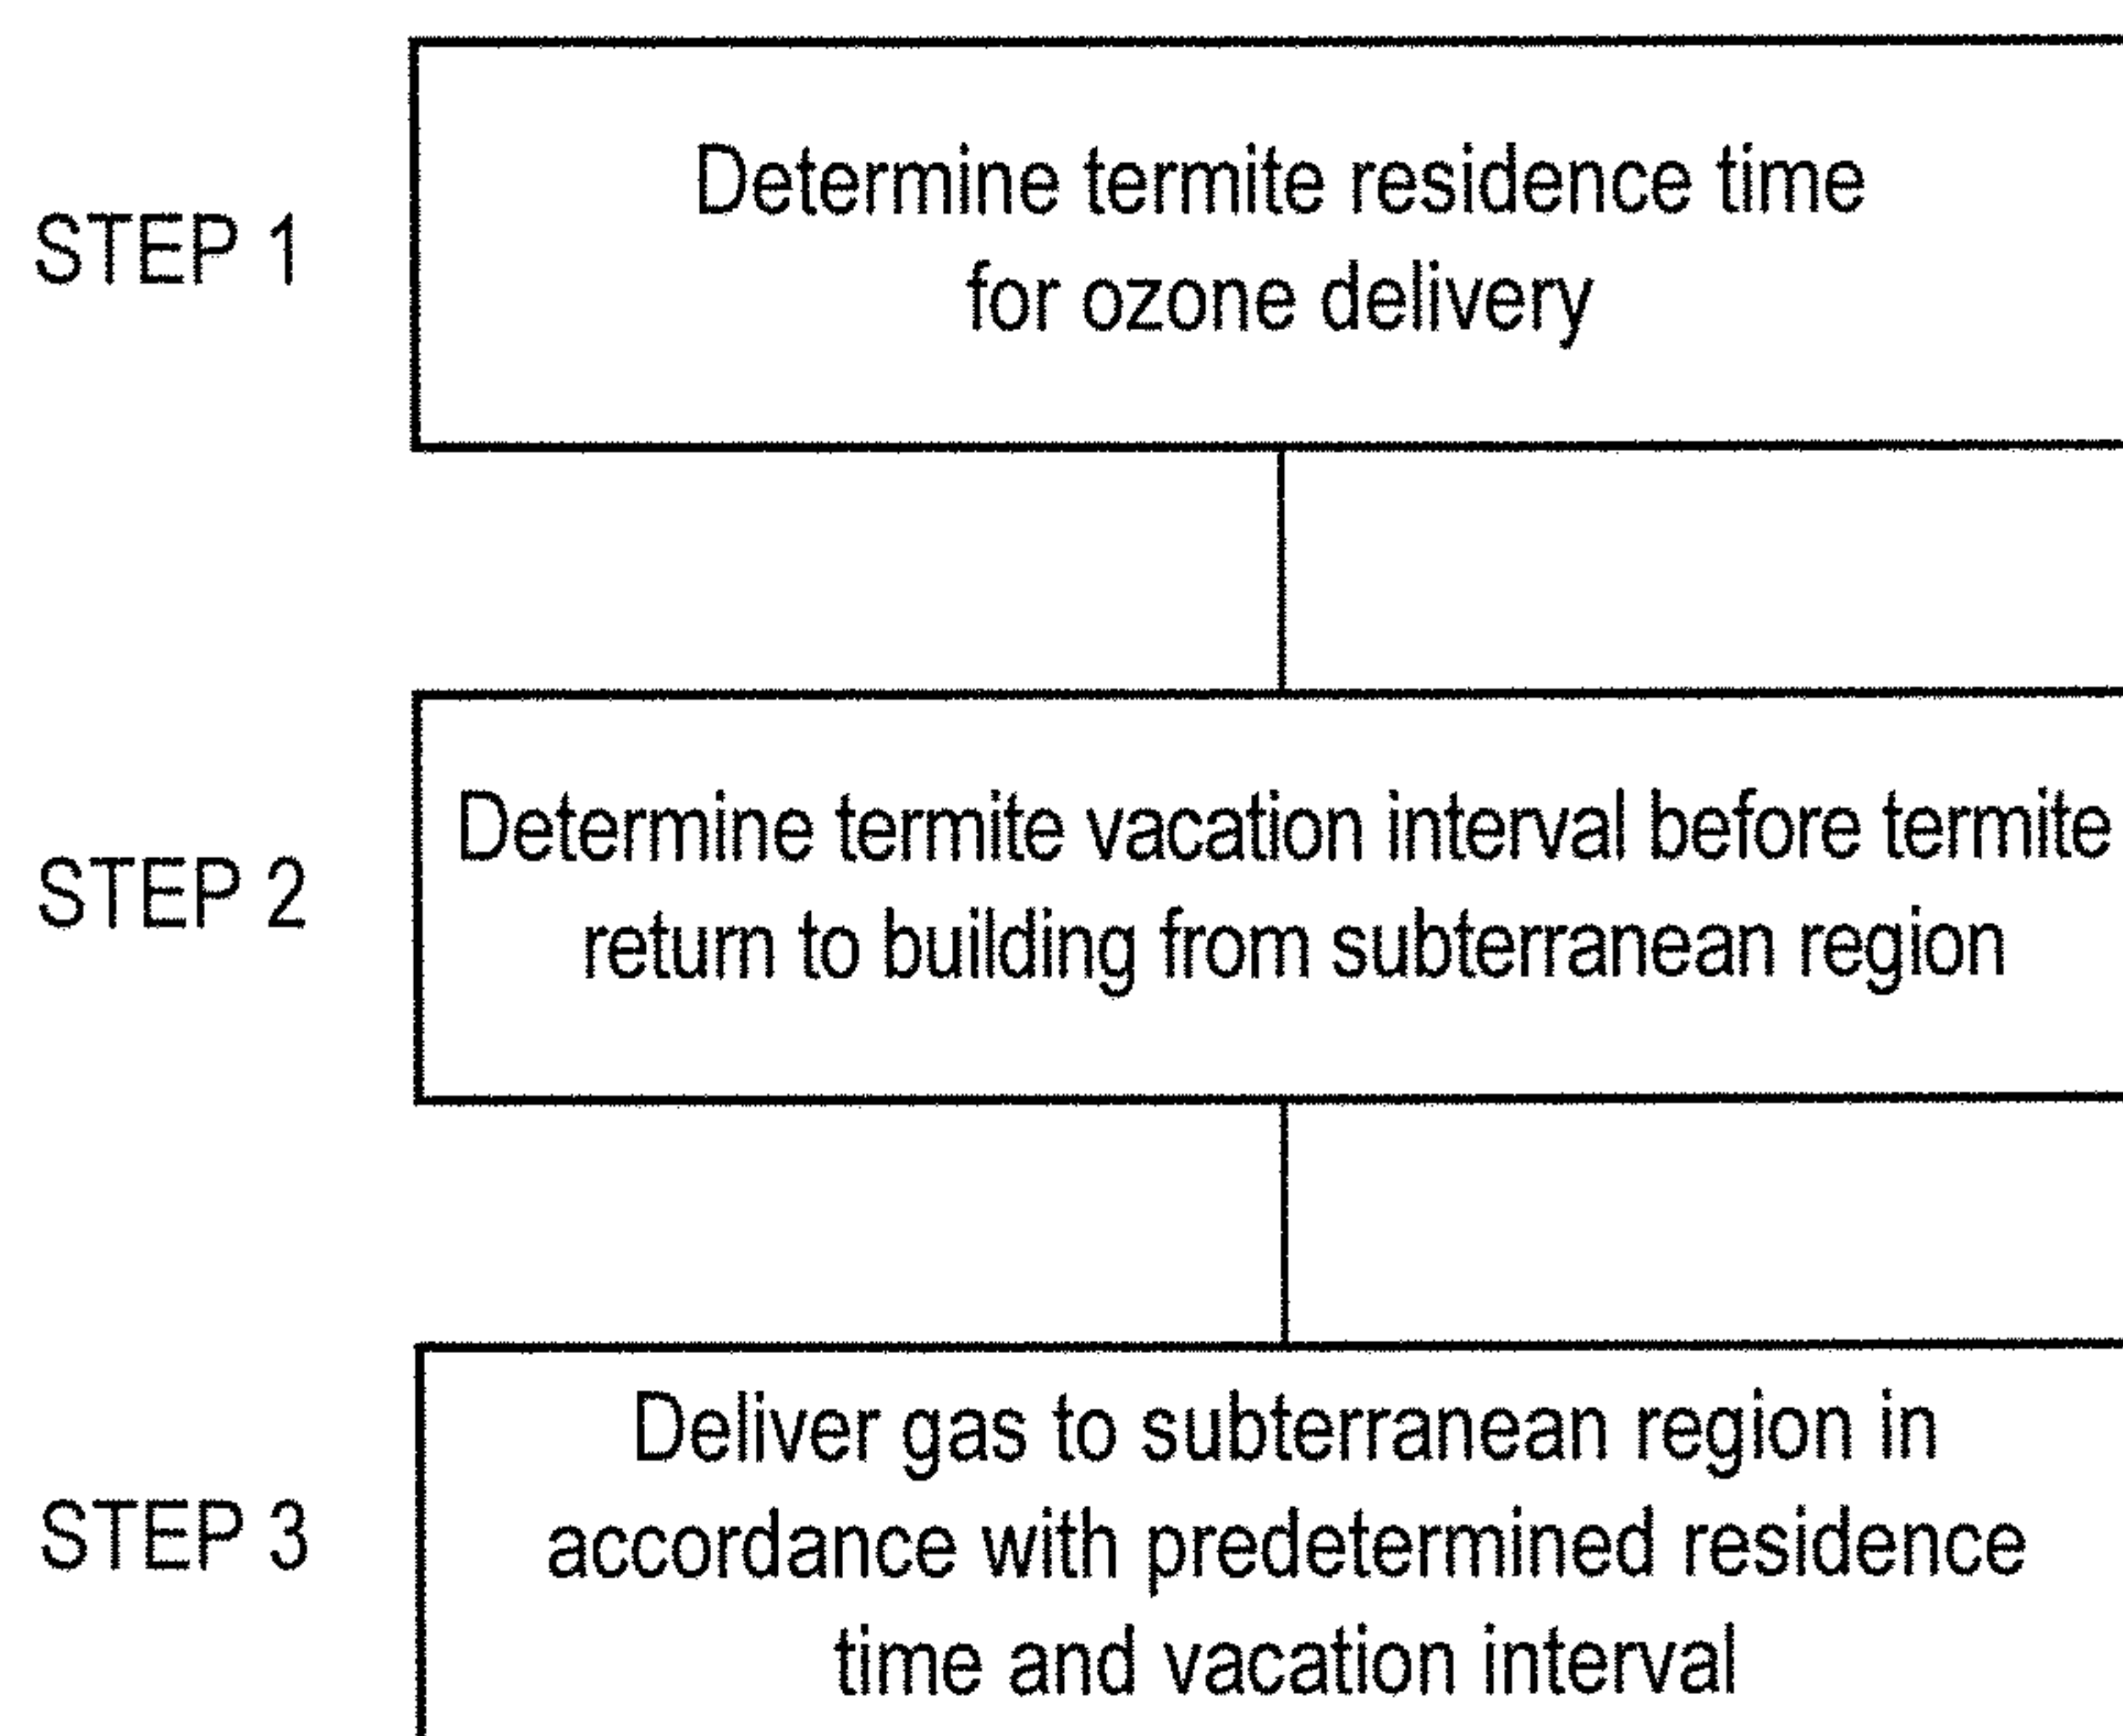 STEP 1
Determine termite residence time
for ozone delivery
STEP 2
Determine termite vacation interval before termite
return to building from subterranean region
STEP 3
Deliver gas to subterranean region in
accordance with predetermined residence
time and vacation interval